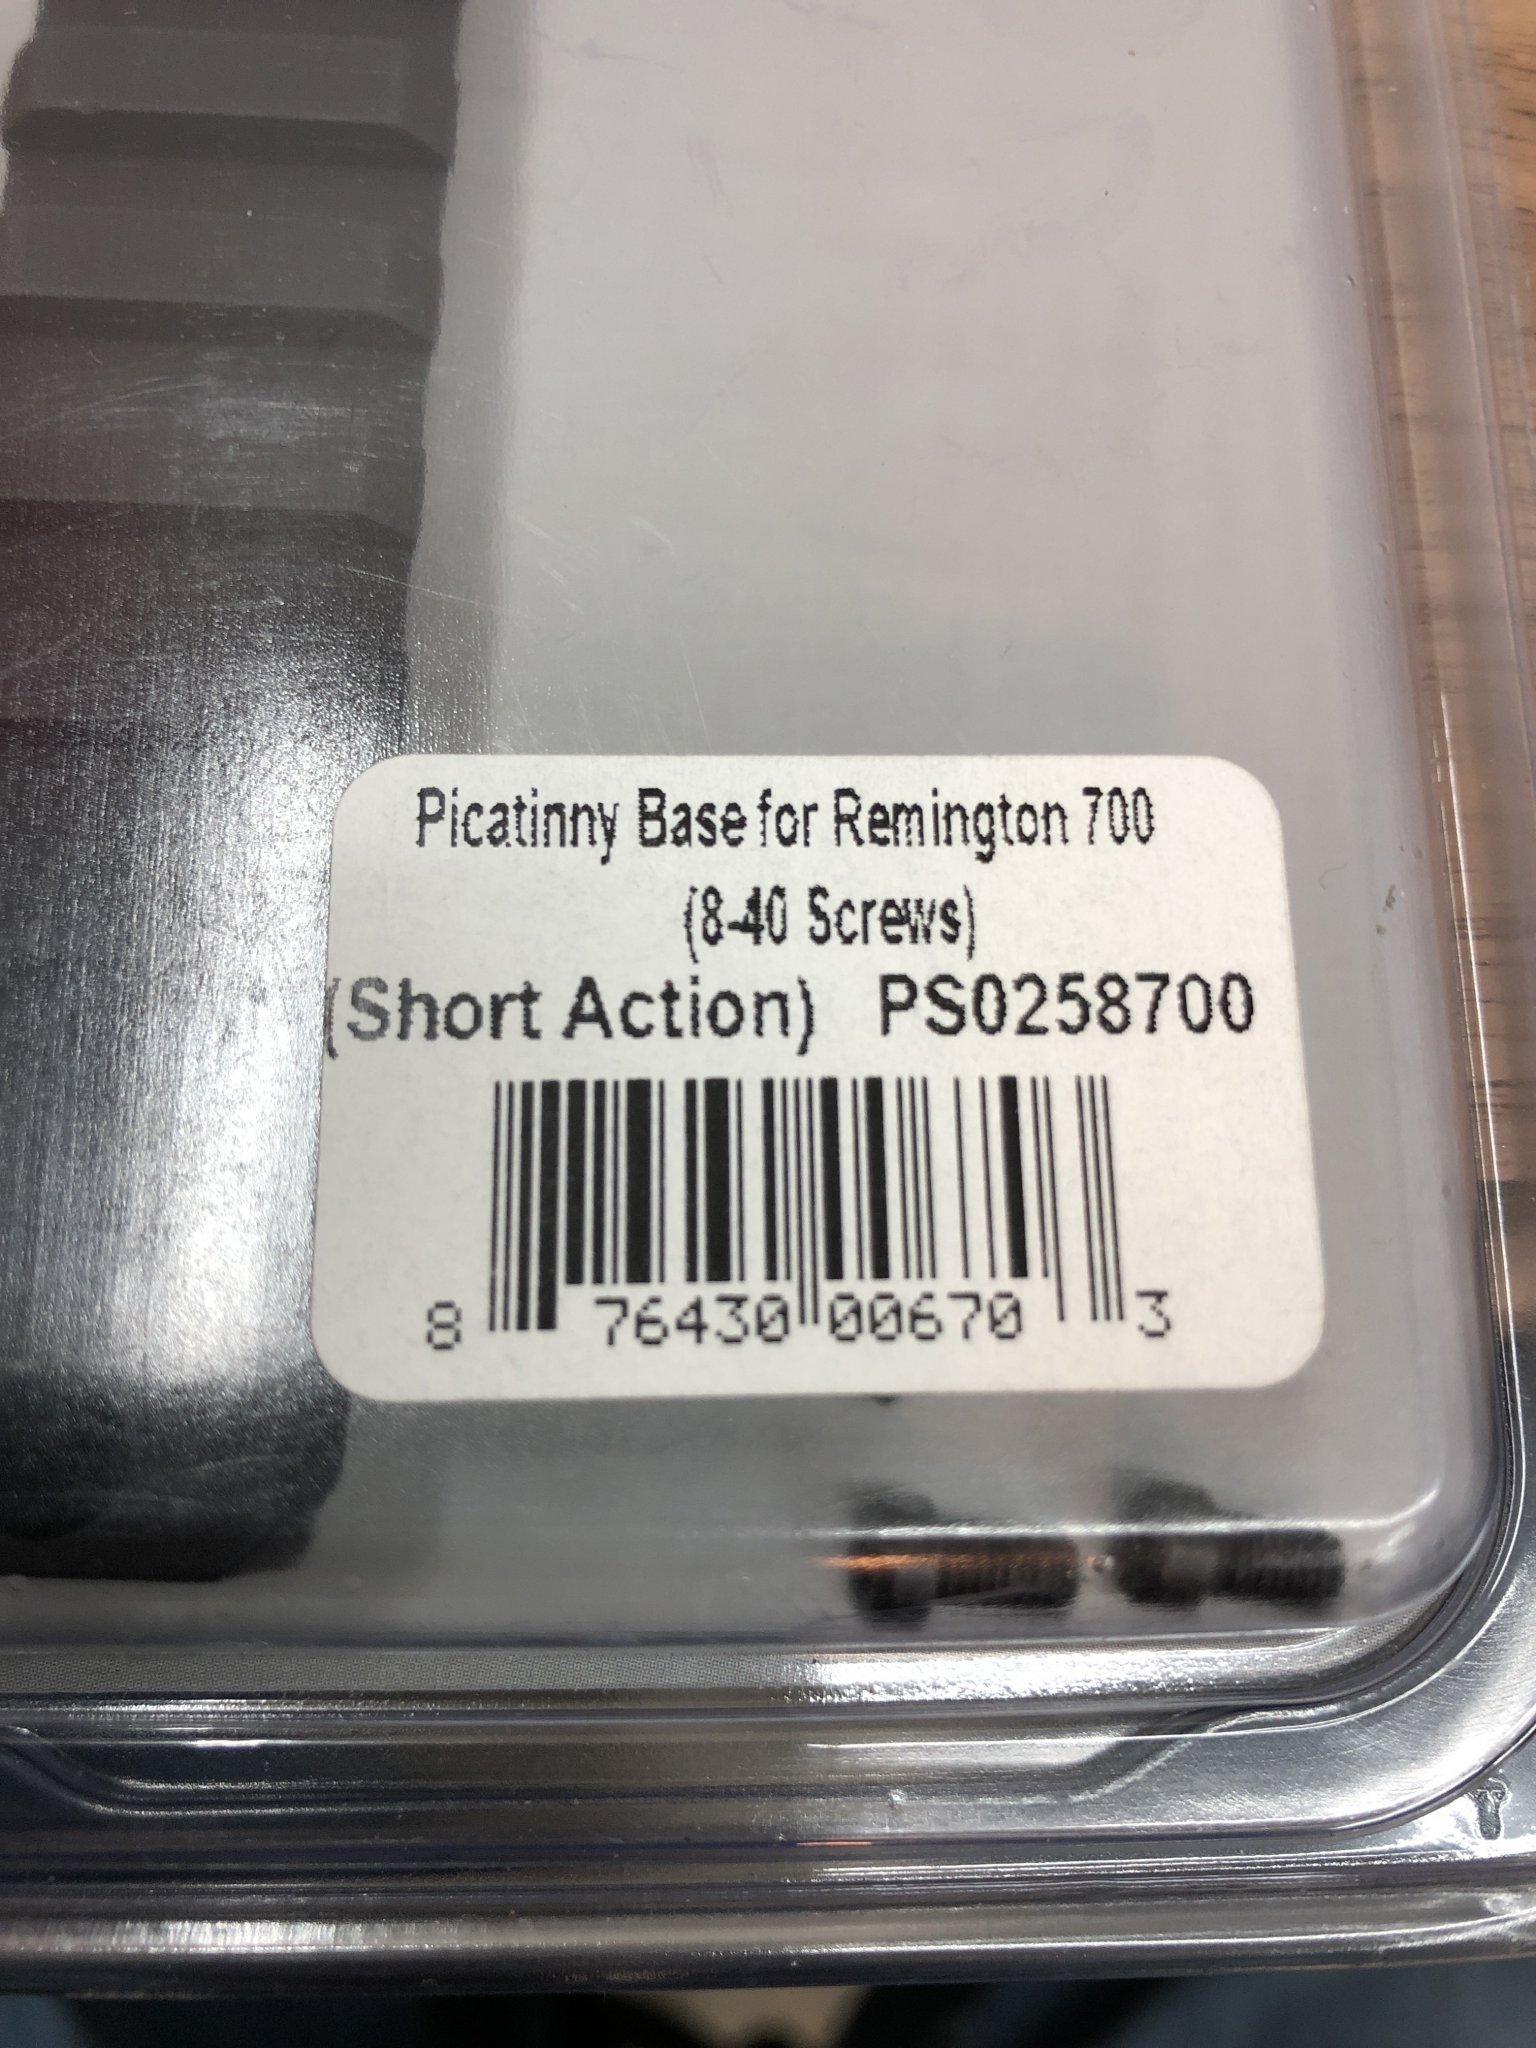 Picatinny Base for Remington 700
(8-40 Screws)
(Short Action) PS0258700
8 76430 00670 3